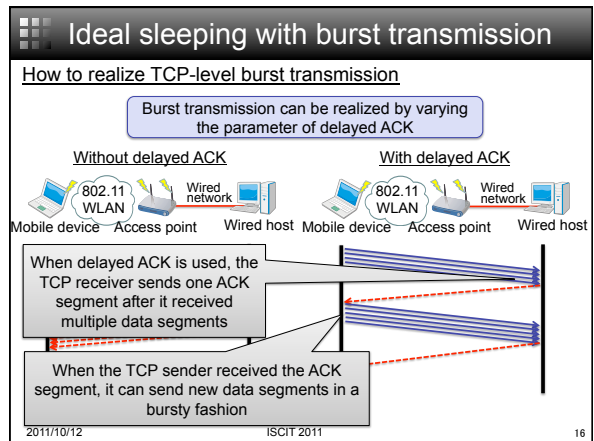 Ideal sleeping with burst transmission
How to realize TCP-level burst transmission
Burst transmission can be realized by varying
the parameter of delayed ACK
Without delayed ACK
With delayed ACK
802.11
WLAN
Wired
network
Mobile device
Access point
Wired host
802.11
WLAN
Wired
network
Mobile device
Access point
Wired host
When delayed ACK is used, the
TCP receiver sends one ACK
segment after it received
multiple data segments
When the TCP sender received the ACK
segment, it can send new data segments in a
bursty fashion
2011/10/12
ISCIT 2011
16